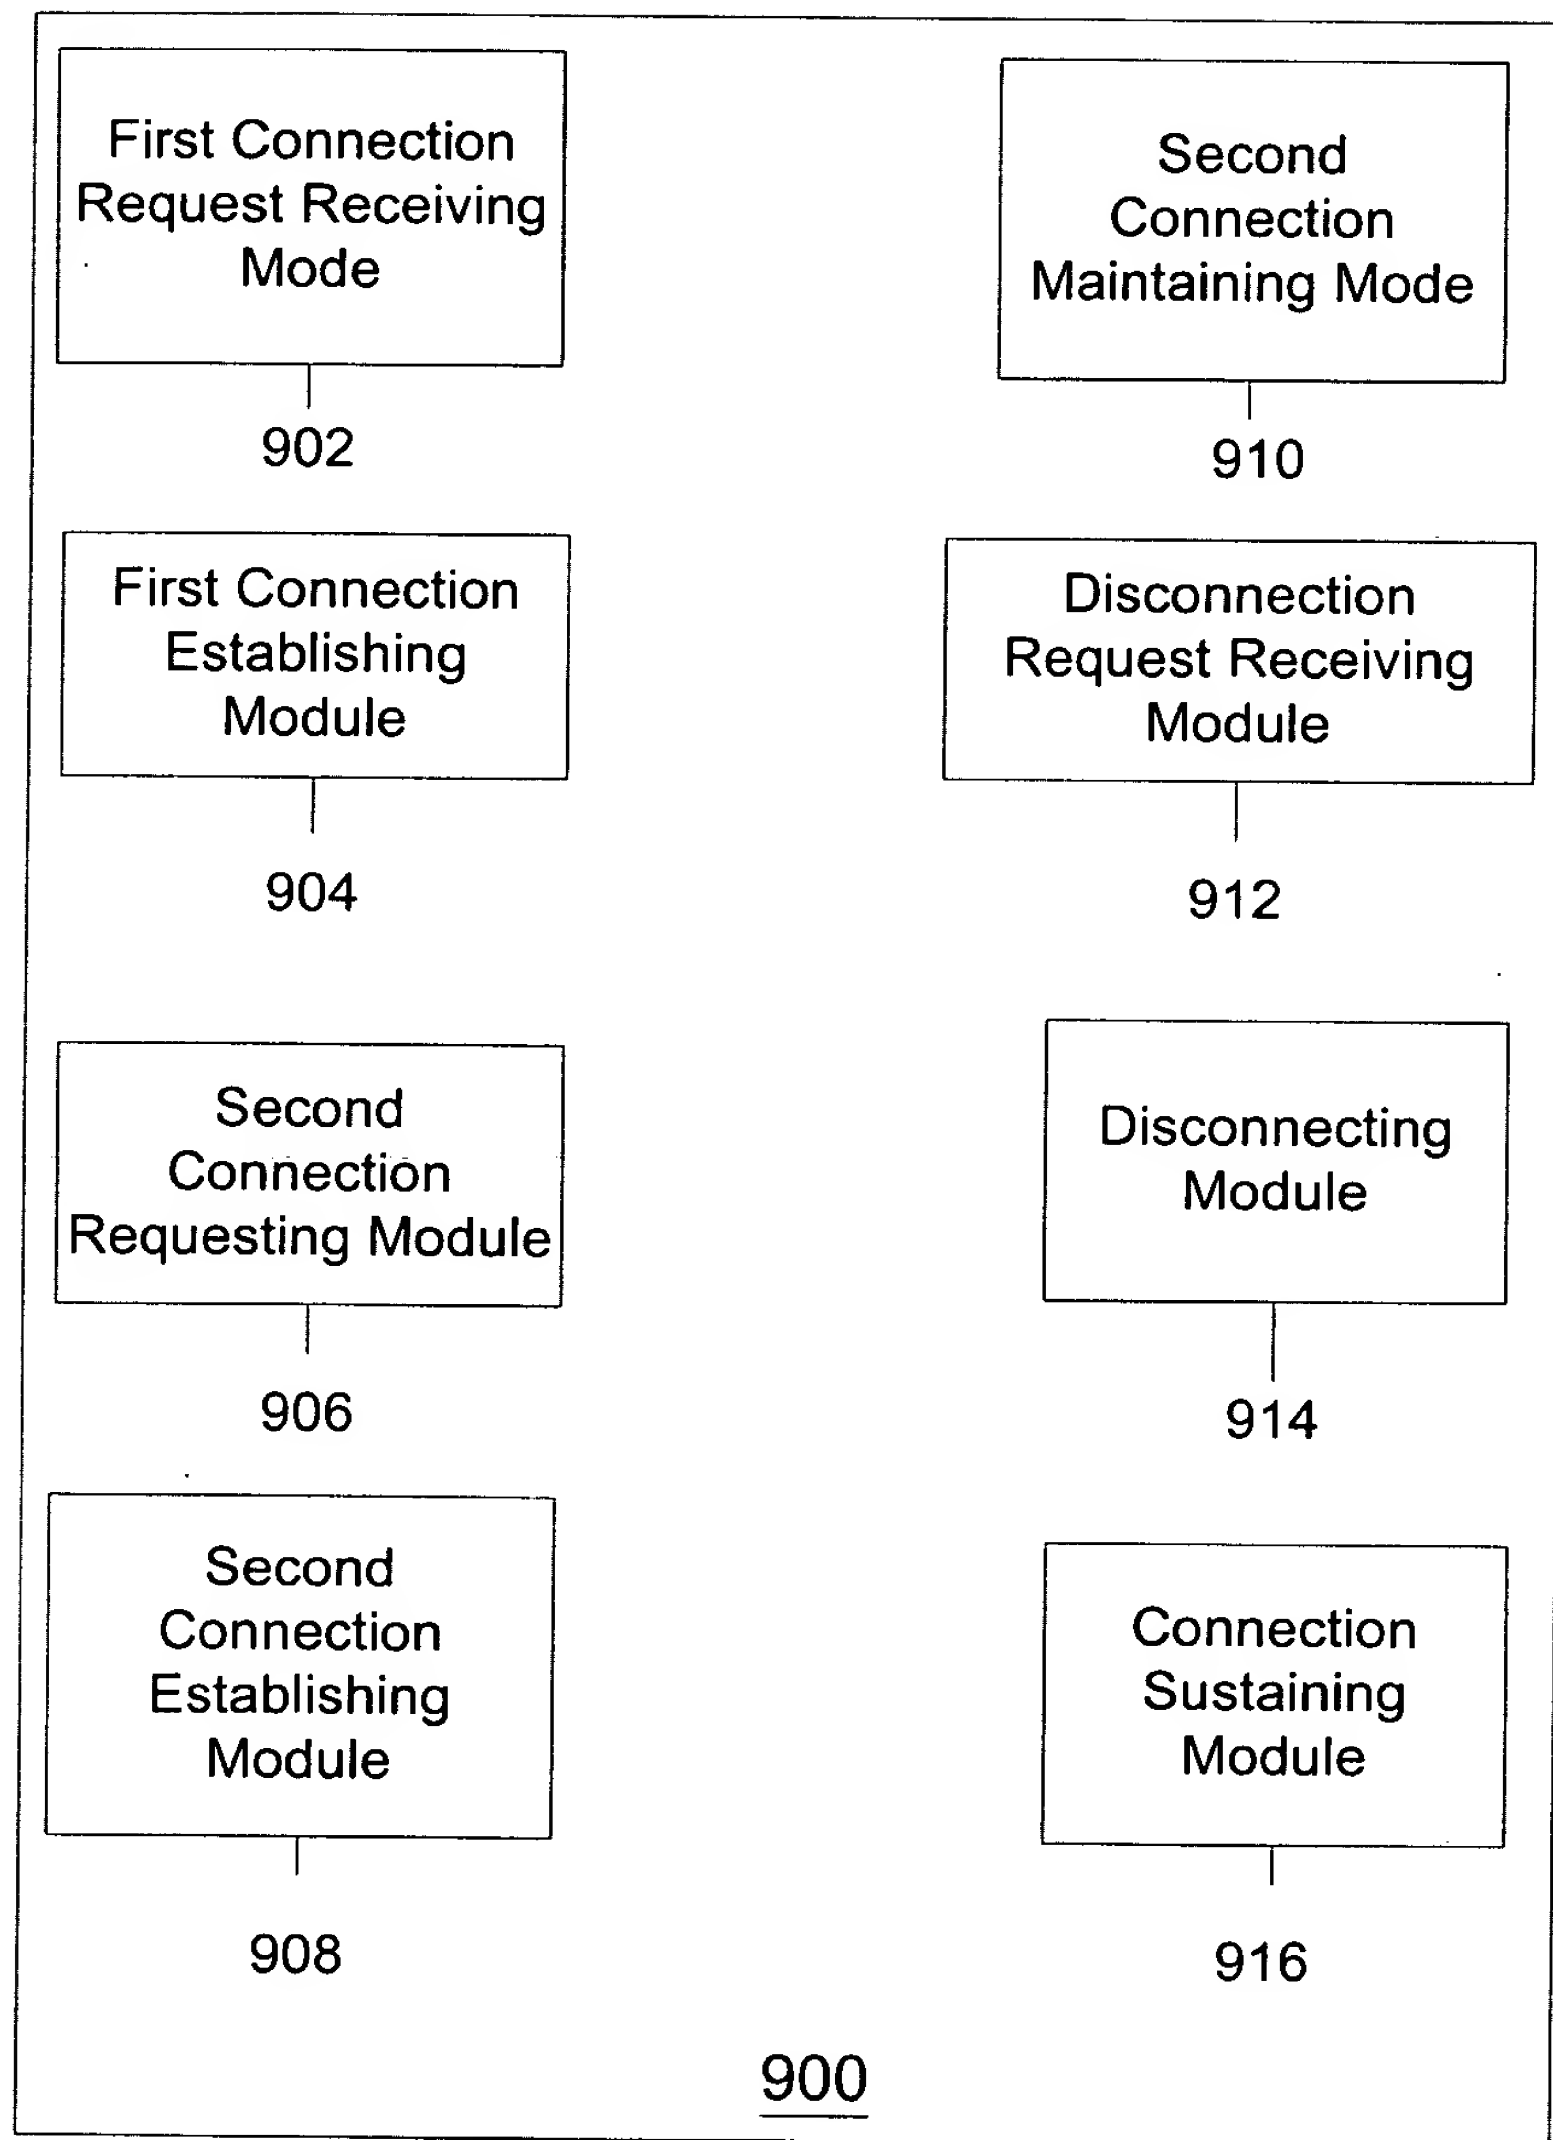 First Connection
Request Receiving
Mode
902
First Connection
Establishing
Module
904
Second
Connection
Requesting Module
906
Second
Connection
Establishing
Module
908
Second
Connection
Maintaining Mode
910
Disconnection
Request Receiving
Module
912
Disconnecting
Module
914
Connection
Sustaining
Module
916
900